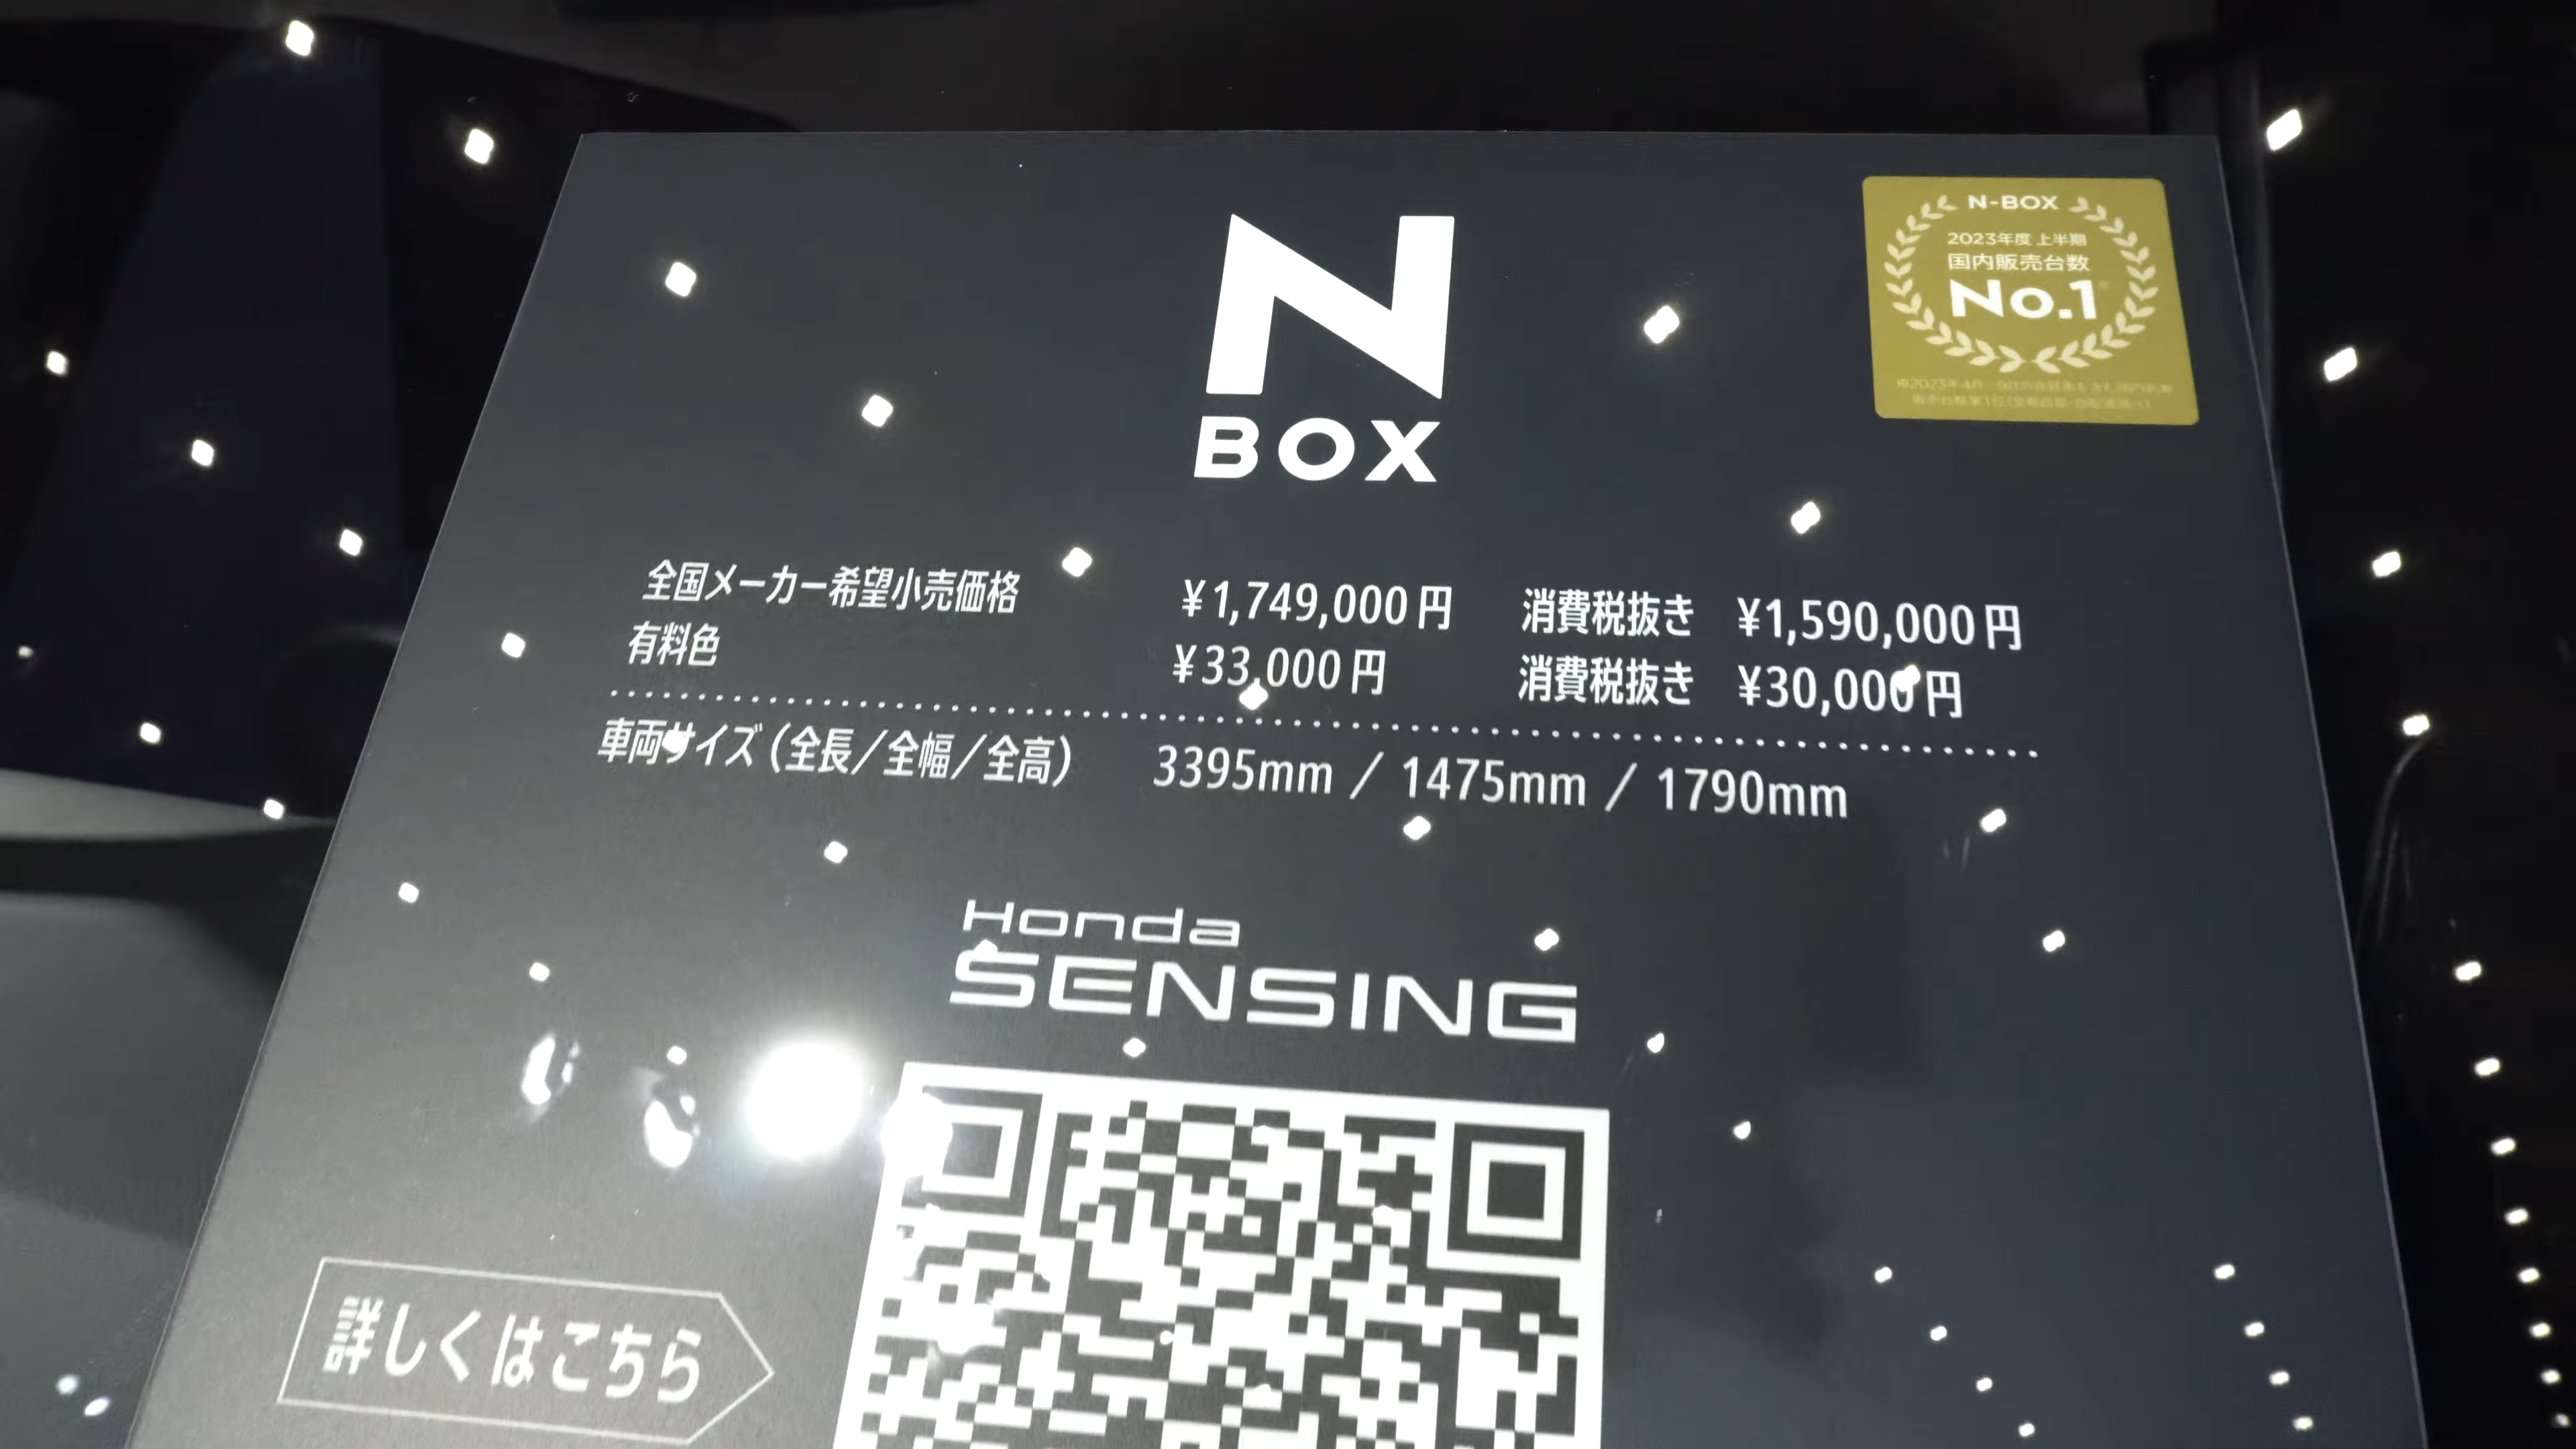 N
BOX
N-BOX
2023年度 上半期
国内販売台数
No.1
全国メーカー希望小売価格 ¥1,749,000円 消費税抜き ¥1,590,000円
有料色 ¥33,000円 消費税抜き ¥30,000円
車両サイズ(全長/全幅/全高) 3395mm / 1475mm / 1790mm
Honda
SENSING
詳しくはこちら